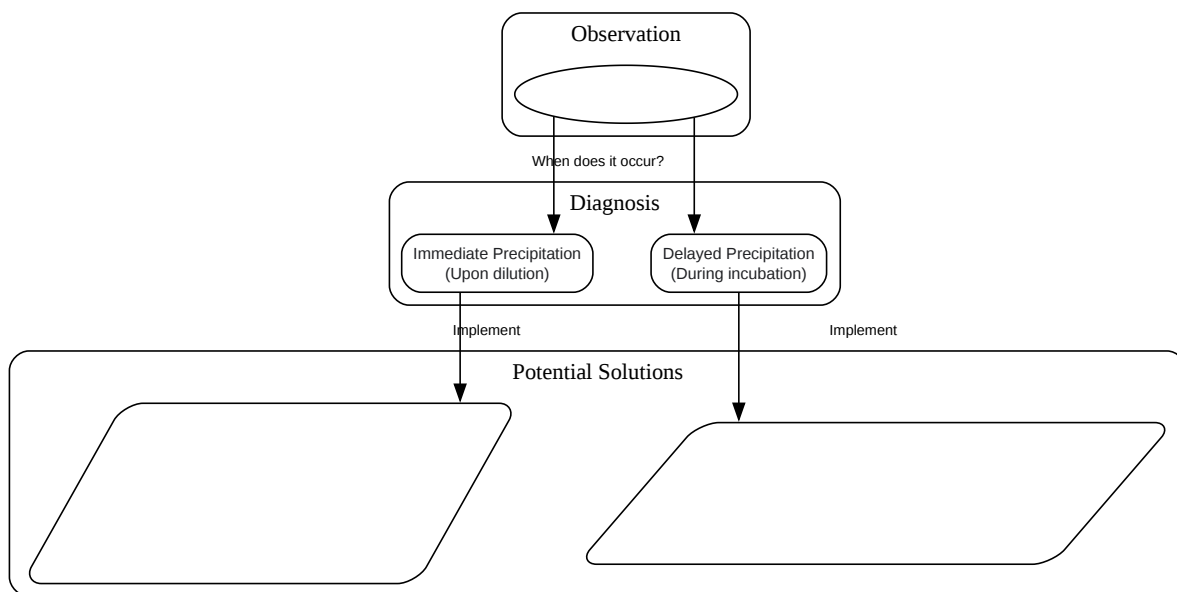 Observation
When does it occur?
Diagnosis
Immediate Precipitation
(Upon dilution)
Delayed Precipitation
(During incubation)
Implement
Implement
Potential Solutions